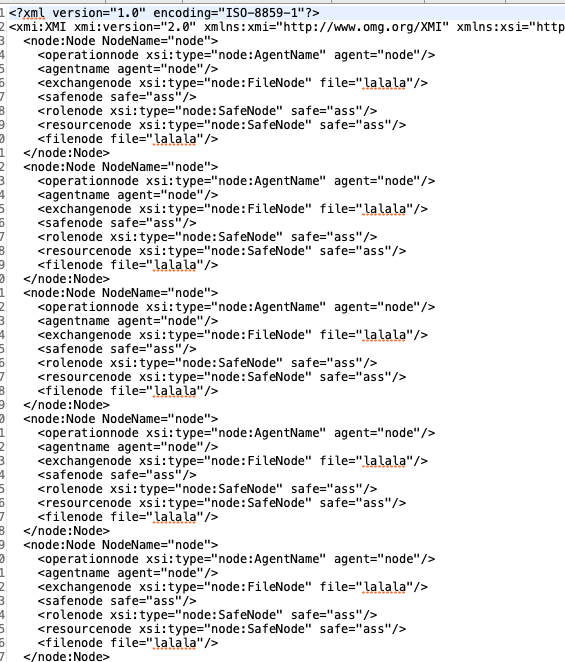 1 <?xml version="1.0" encoding="ISO-8859-1"?>
2 <xmi:XMI xmi:version="2.0" xmlns:xmi="http://www.omg.org/XMI" xmlns:xsi="http
3 <node:Node NodeName="node">
4 <operationnode xsi:type="node:AgentName" agent="node"/>
5 <agentname agent="node"/>
6 <exchangenode xsi:type="node:FileNode" file="lalala"/>
7 <safenode safe="ass"/>
8 <rolenode xsi:type="node:SafeNode" safe="ass"/>
9 <resourcenode xsi:type="node:SafeNode" safe="ass"/>
0 <filenode file="lalala"/>
1 </node:Node>
2 <node:Node NodeName="node">
3 <operationnode xsi:type="node:AgentName" agent="node"/>
4 <agentname agent="node"/>
5 <exchangenode xsi:type="node:FileNode" file="lalala"/>
6 <safenode safe="ass"/>
7 <rolenode xsi:type="node:SafeNode" safe="ass"/>
8 <resourcenode xsi:type="node:SafeNode" safe="ass"/>
9 <filenode file="lalala"/>
0 </node:Node>
1 <node:Node NodeName="node">
2 <operationnode xsi:type="node:AgentName" agent="node"/>
3 <agentname agent="node"/>
4 <exchangenode xsi:type="node:FileNode" file="lalala"/>
5 <safenode safe="ass"/>
6 <rolenode xsi:type="node:SafeNode" safe="ass"/>
7 <resourcenode xsi:type="node:SafeNode" safe="ass"/>
8 <filenode file="lalala"/>
9 </node:Node>
0 <node:Node NodeName="node">
1 <operationnode xsi:type="node:AgentName" agent="node"/>
2 <agentname agent="node"/>
3 <exchangenode xsi:type="node:FileNode" file="lalala"/>
4 <safenode safe="ass"/>
5 <rolenode xsi:type="node:SafeNode" safe="ass"/>
6 <resourcenode xsi:type="node:SafeNode" safe="ass"/>
7 <filenode file="lalala"/>
8 </node:Node>
9 <node:Node NodeName="node">
0 <operationnode xsi:type="node:AgentName" agent="node"/>
1 <agentname agent="node"/>
2 <exchangenode xsi:type="node:FileNode" file="lalala"/>
3 <safenode safe="ass"/>
4 <rolenode xsi:type="node:SafeNode" safe="ass"/>
5 <resourcenode xsi:type="node:SafeNode" safe="ass"/>
6 <filenode file="lalala"/>
7 </node:Node>